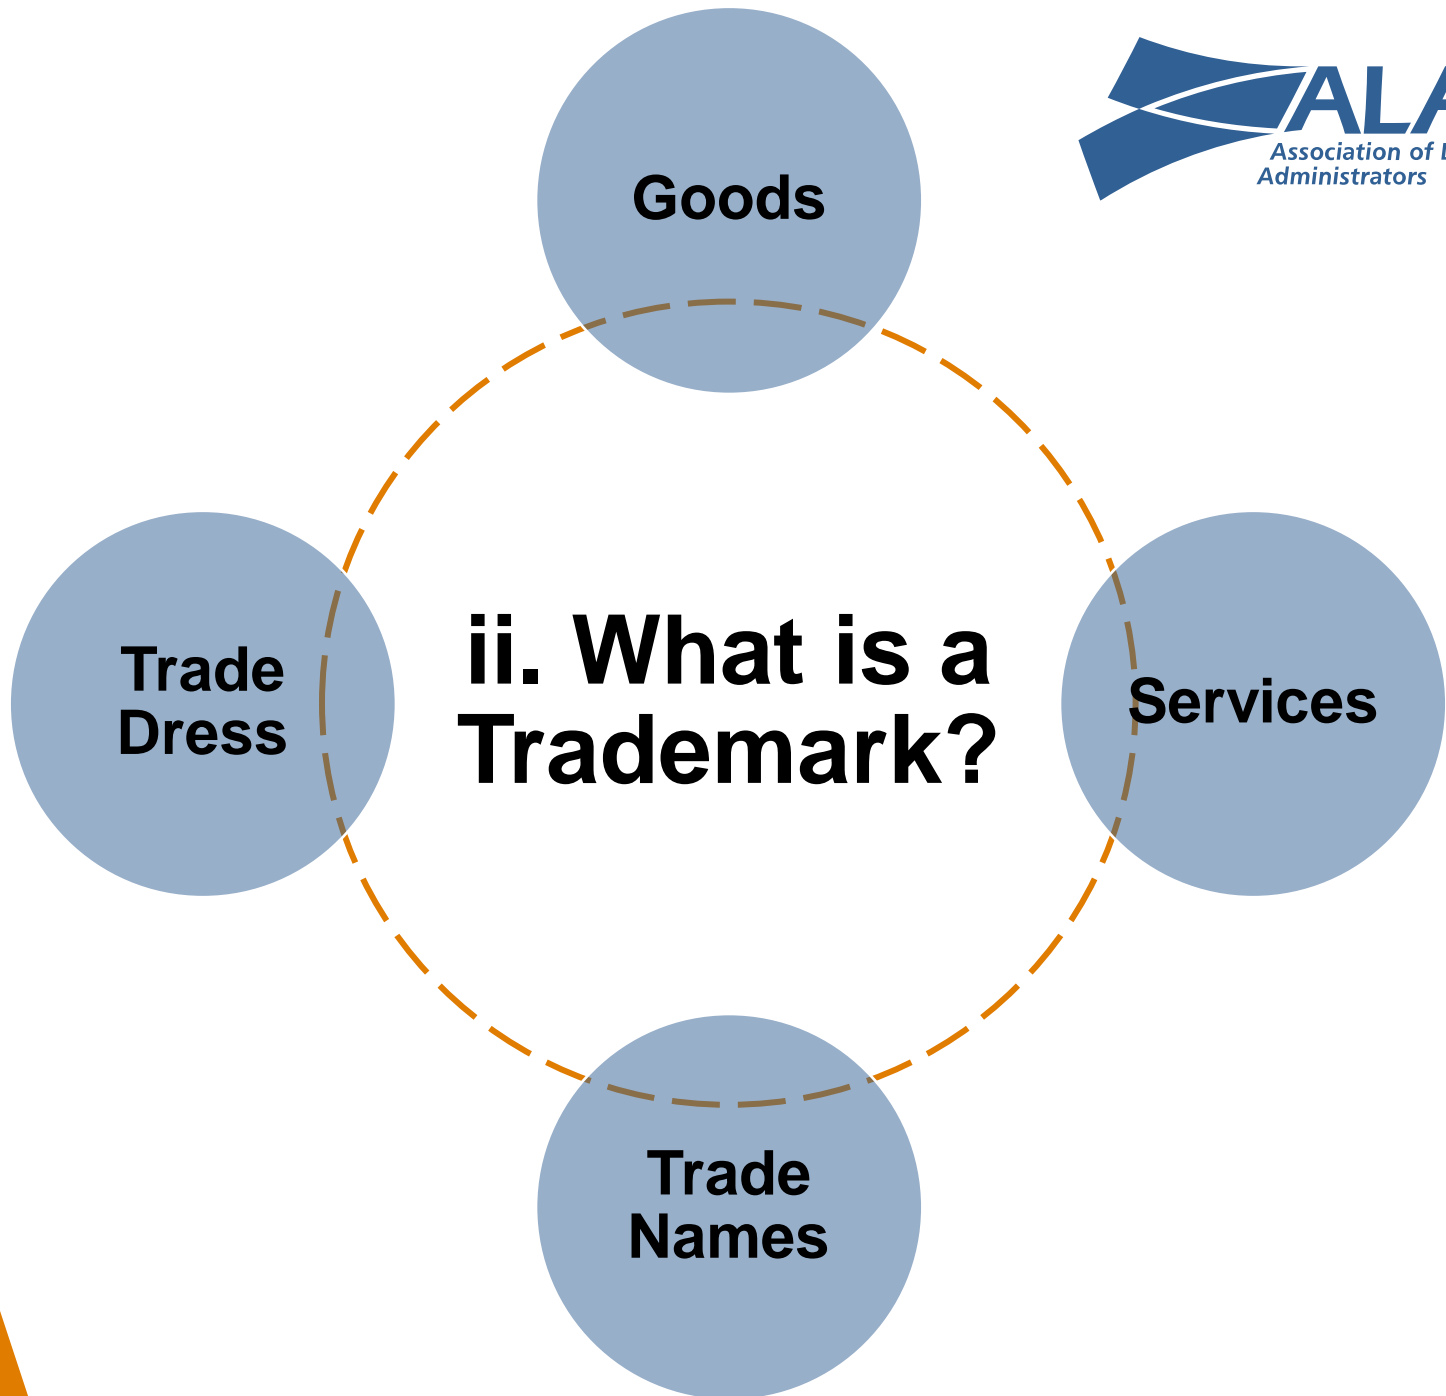 Goods
ALA
Association of
Administrators
ii. What is a
Trademark?
Trade
Dress
Services
Trade
Names